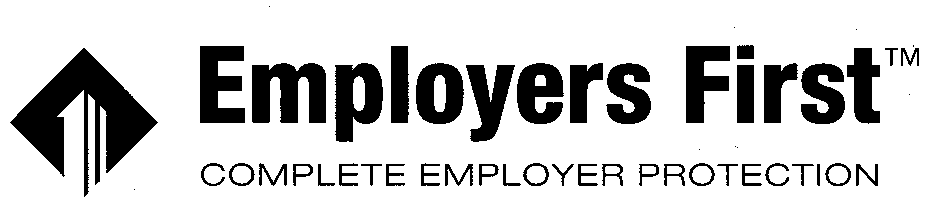 Employers First™
COMPLETE EMPLOYER PROTECTION